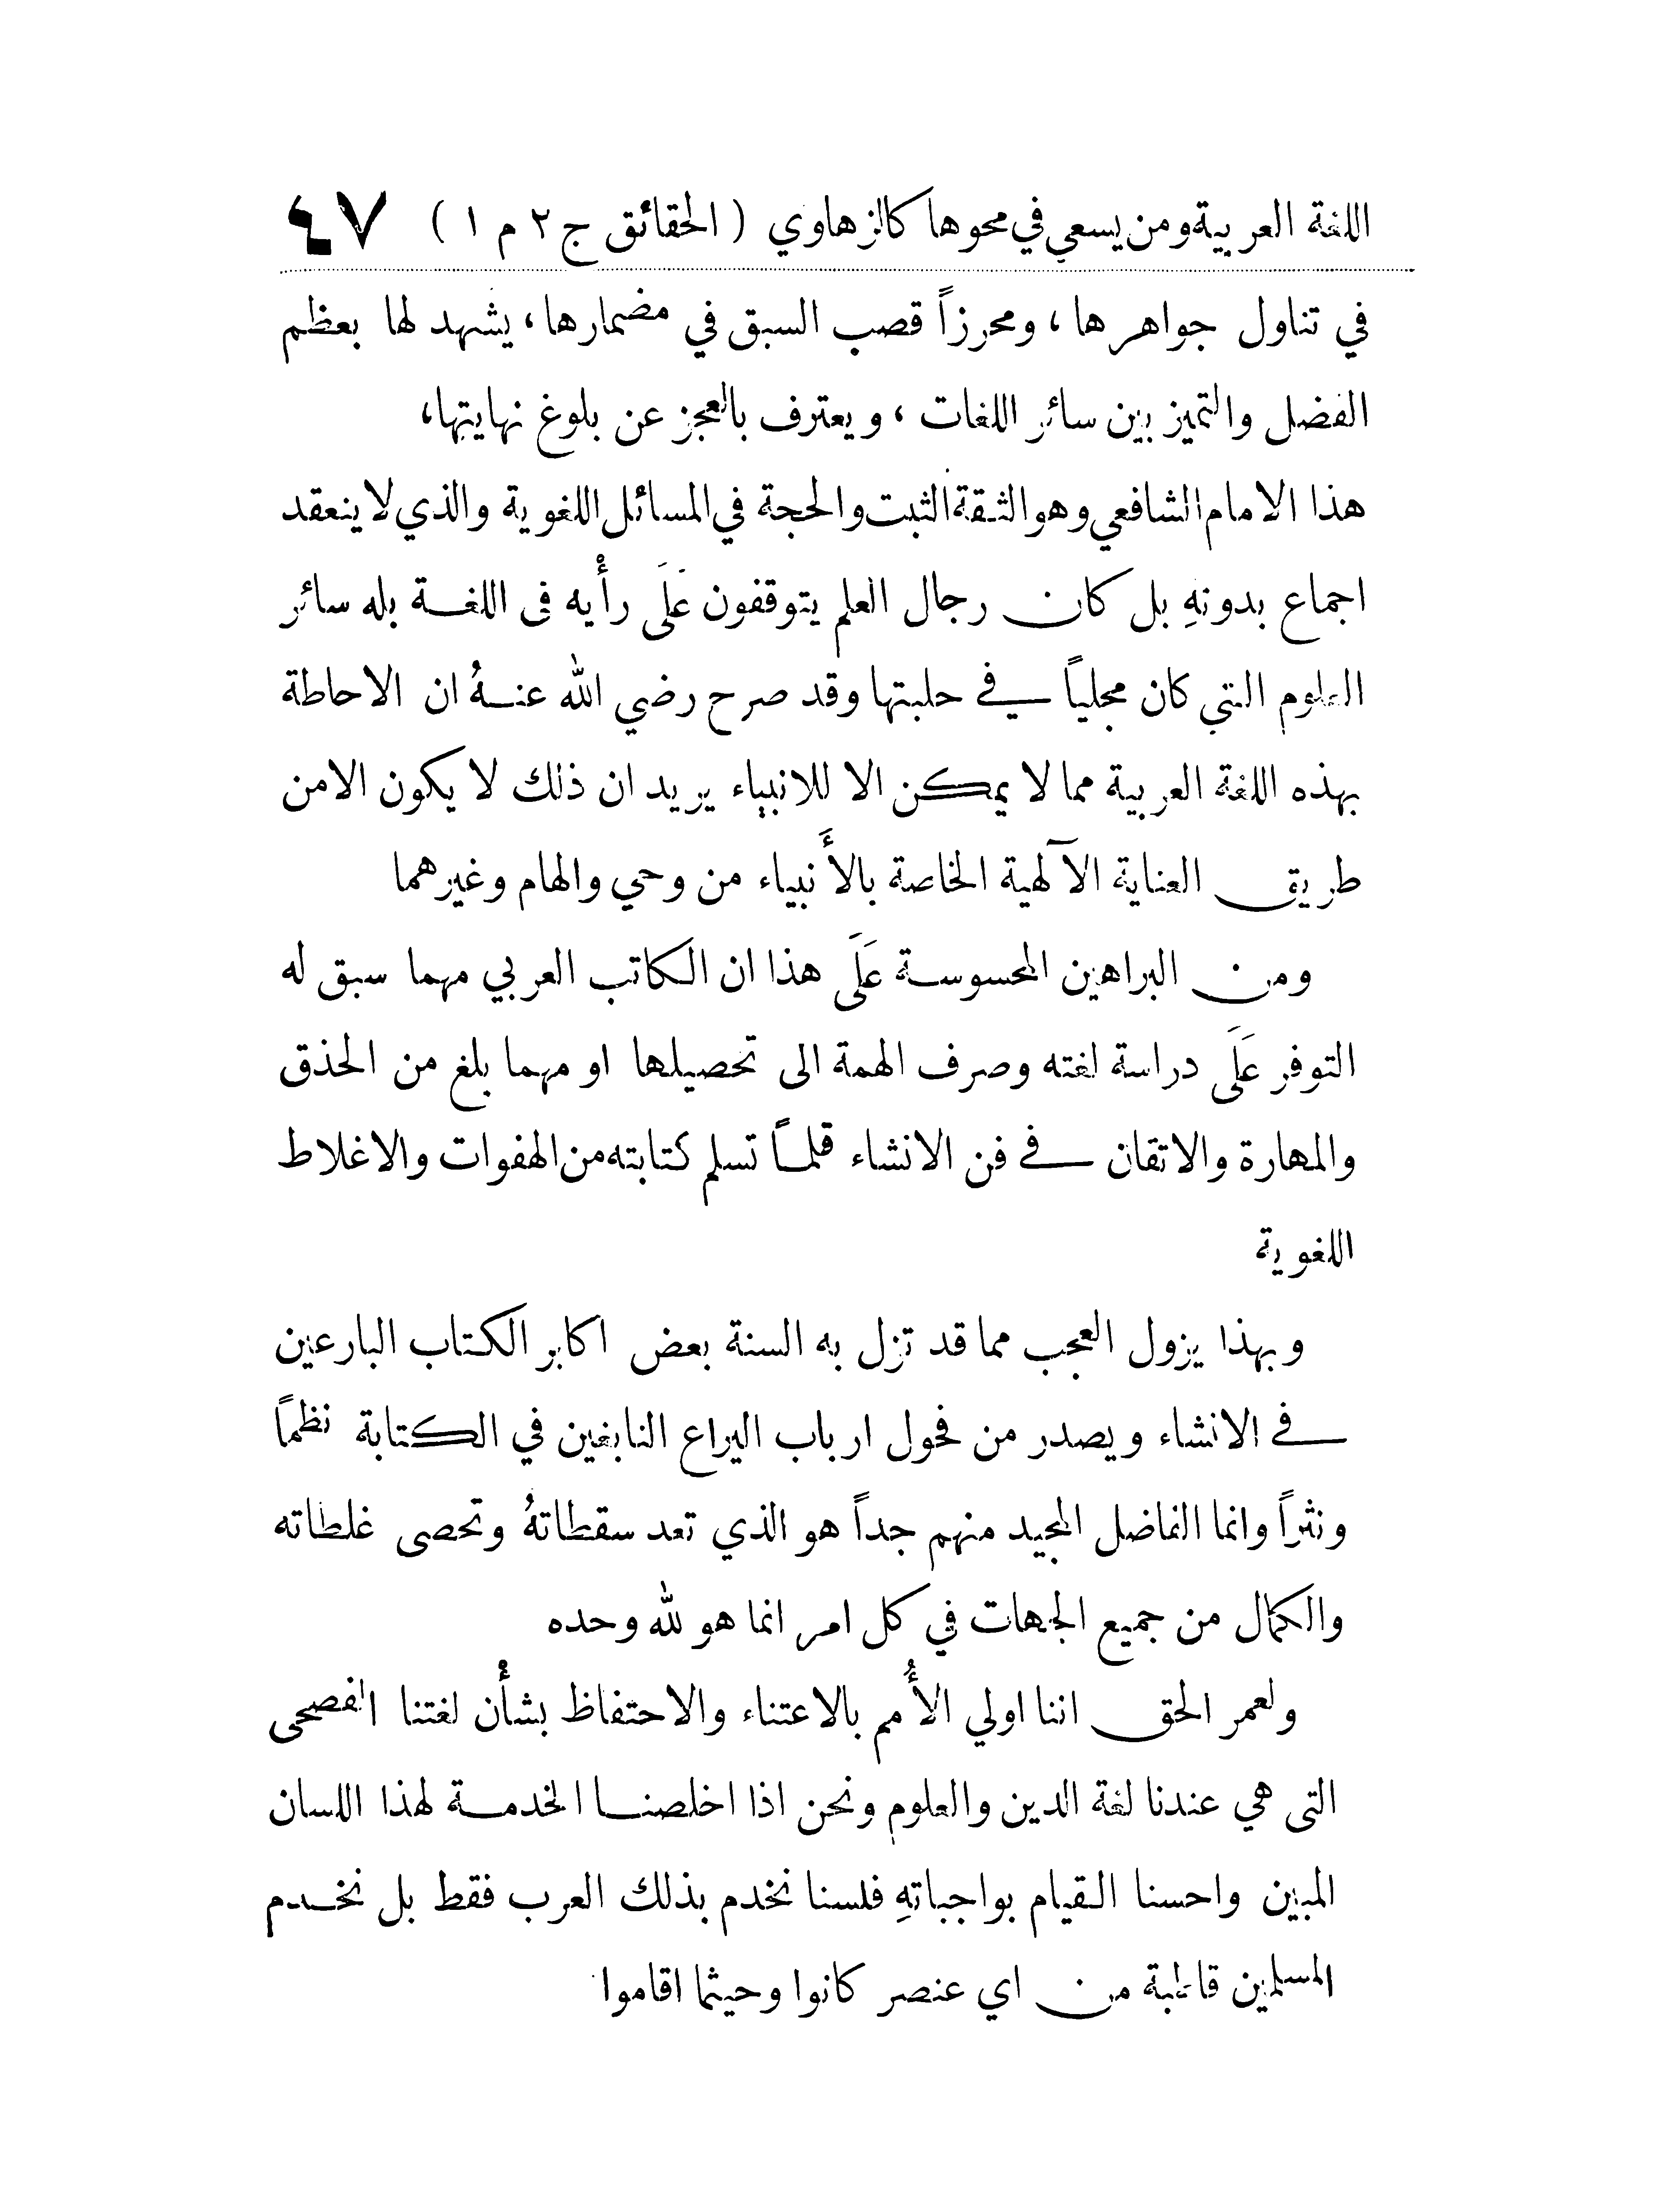 اللغة العربية ومن يسعى في محوها كالزهاوي ( الحقائق ج ٢ م ١ ) ٤٧
في تناول جواهرها ، ومحرزاً قصب السبق في مضمارها ، يشهد لها بعظم
الفضل والتميز بين سائر اللغات ، ويعترف بالعجز عن بلوغ نهايتها ،
هذا الامام الشافعي وهو الثقة الثبت والحجة في المسائل اللغوية والذي لا ينعقد
اجماع بدونهِ بل كان رجال العلم يتوقفون عَلَى رأْيه فى اللغة بله سائر
العلوم التي كان مجلياً في حلبتها وقد صرح رضي الله عنهُ ان الاحاطة
بهذه اللغة العربية مما لا يمكن الا للانبياء يريد ان ذلك لا يكون الا من
طريق العناية الآلهية الخاصة بالأَنبياء من وحي والهام وغيرهما
ومن البراهين المحسوسة عَلَى هذا ان الكاتب العربي مهما سبق له
التوفر عَلَى دراسة لغته وصرف الهمة الى تحصيلها او مهما بلغ من الحذق
والمهارة والاتقان في فن الانشاء قلماً تسلم كتابته من الهفوات والاغلاط
اللغوية
وبهذا يزول العجب مما قد تزل به السنة بعض اكابر الكتاب البارعين
في الانشاء ويصدر من فحول ارباب اليراع النابغين في الكتابة نظماً
ونثراً وانما الفاضل المجيد منهم جداً هو الذي تعد سقطاتهُ وتحصى غلطاته
والكمال من جميع الجهات في كل امر انما هو لله وحده
ولعمر الحق اننا اولي الأُمم بالاعتناء والاحتفاظ بشأْن لغتنا الفصحى
التى هي عندنا لغة الدين والعلوم ونحن اذا اخلصنا الخدمة لهذا اللسان
المبين واحسنا القيام بواجباتهِ فلسنا نخدم بذلك العرب فقط بل نخدم
المسلمين قاطبة من اي عنصر كانوا وحيثما اقاموا